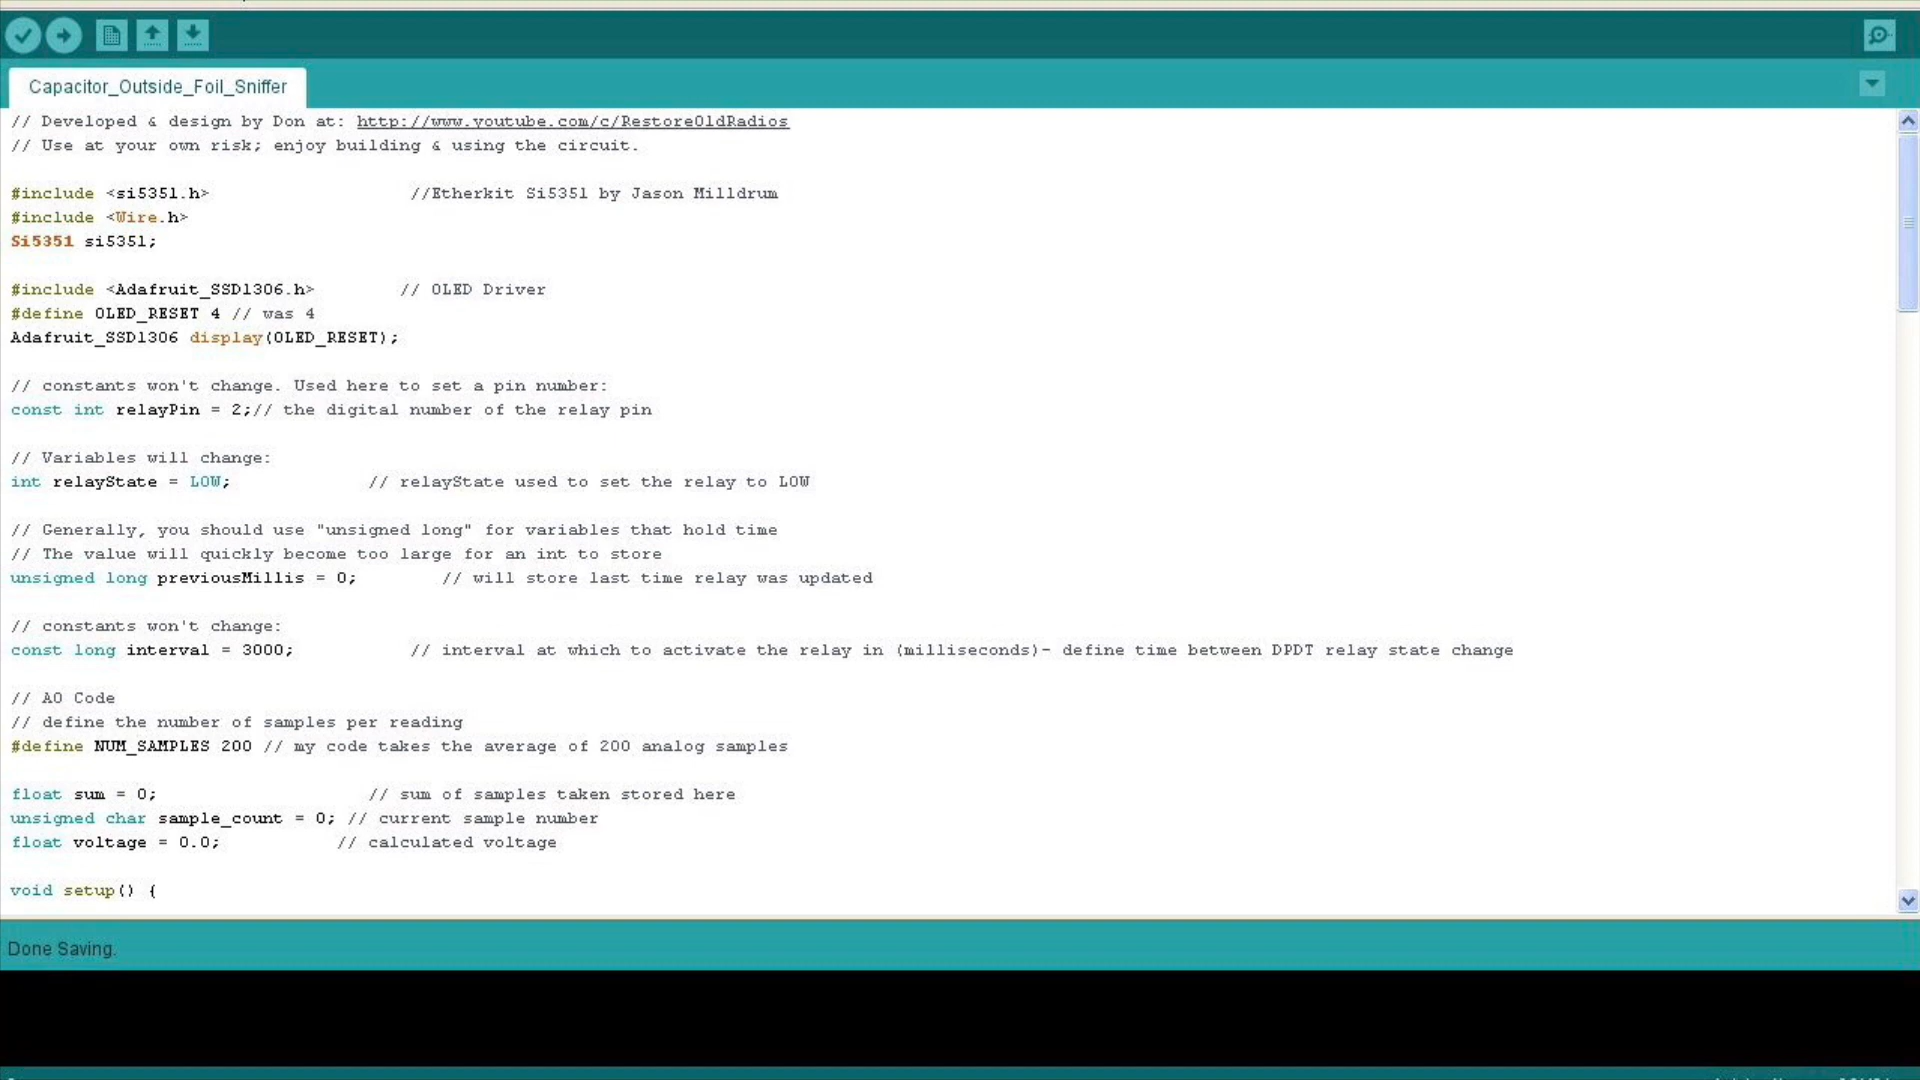 Capacitor_Outside_Foil_Sniffer
// Developed & design by Don at: http://www.youtube.com/c/RestoreOldRadios
// Use at your own risk; enjoy building & using the circuit.
#include <si5351.h> //Etherkit Si5351 by Jason Milldrum
#include <Wire.h>
Si5351 si5351;
#include <Adafruit_SSD1306.h> // OLED Driver
#define OLED_RESET 4 // was 4
Adafruit_SSD1306 display(OLED_RESET);
// constants won't change. Used here to set a pin number:
const int relayPin = 2;// the digital number of the relay pin
// Variables will change:
int relayState = LOW; // relayState used to set the relay to LOW
// Generally, you should use "unsigned long" for variables that hold time
// The value will quickly become too large for an int to store
unsigned long previousMillis = 0; // will store last time relay was updated
// constants won't change:
const long interval = 3000; // interval at which to activate the relay in (milliseconds)- define time between DPDT relay state change
// A0 Code
// define the number of samples per reading
#define NUM_SAMPLES 200 // my code takes the average of 200 analog samples
float sum = 0; // sum of samples taken stored here
unsigned char sample_count = 0; // current sample number
float voltage = 0.0; // calculated voltage
void setup() {
Done Saving.